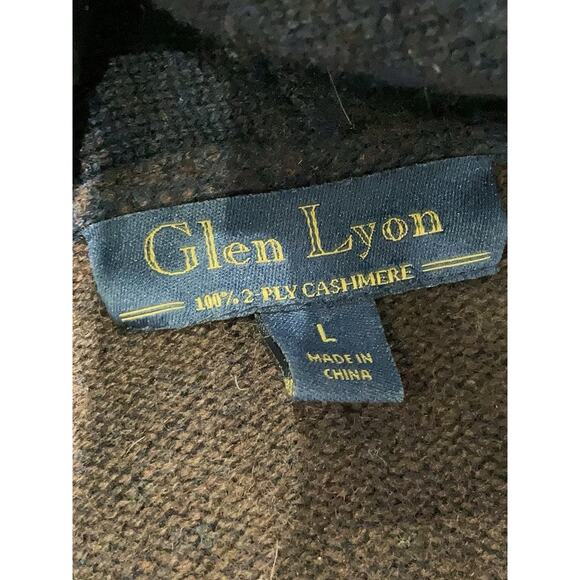 Glen Lyon
100% 2-PLY CASHMERE
L
MADE IN
CHINA